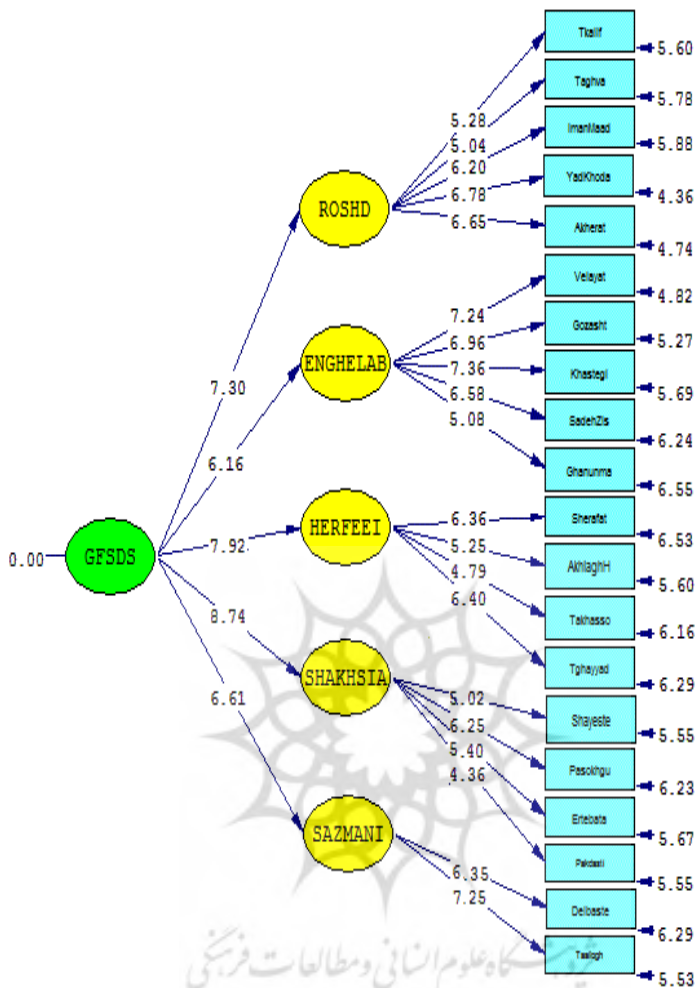 Tkalif
5.60
Taghva
5.78
5.28
ImanMaad
5.88
5.04
6.20
YadKhoda
4.36
6.78
ROSHD
6.65
Akherat
4.74
Velayat
4.82
7.24
Gozasht
5.27
6.96
ENGHELAB
7.36
Khastegi
5.69
7.30
6.58
SadehZis
6.24
5.08
6.16
Ghanunma
6.55
6.36
Sherafat
6.53
HERFEEI
5.25
0.00
GFSDS
7.92
AkhlaghH
5.60
4.79
6.40
Takhasso
6.16
8.74
Tghayyad
6.29
SHAKHSIA
5.02
6.61
Shayeste
5.55
6.25
5.40
Pasokhgu
6.23
4.36
Ertebata
5.67
SAZMANI
Pakdasti
5.55
6.35
7.25
Delbaste
6.29
Taalogh
5.53
پژوهشگاه علوم انسانی و مطالعات فرهنگی